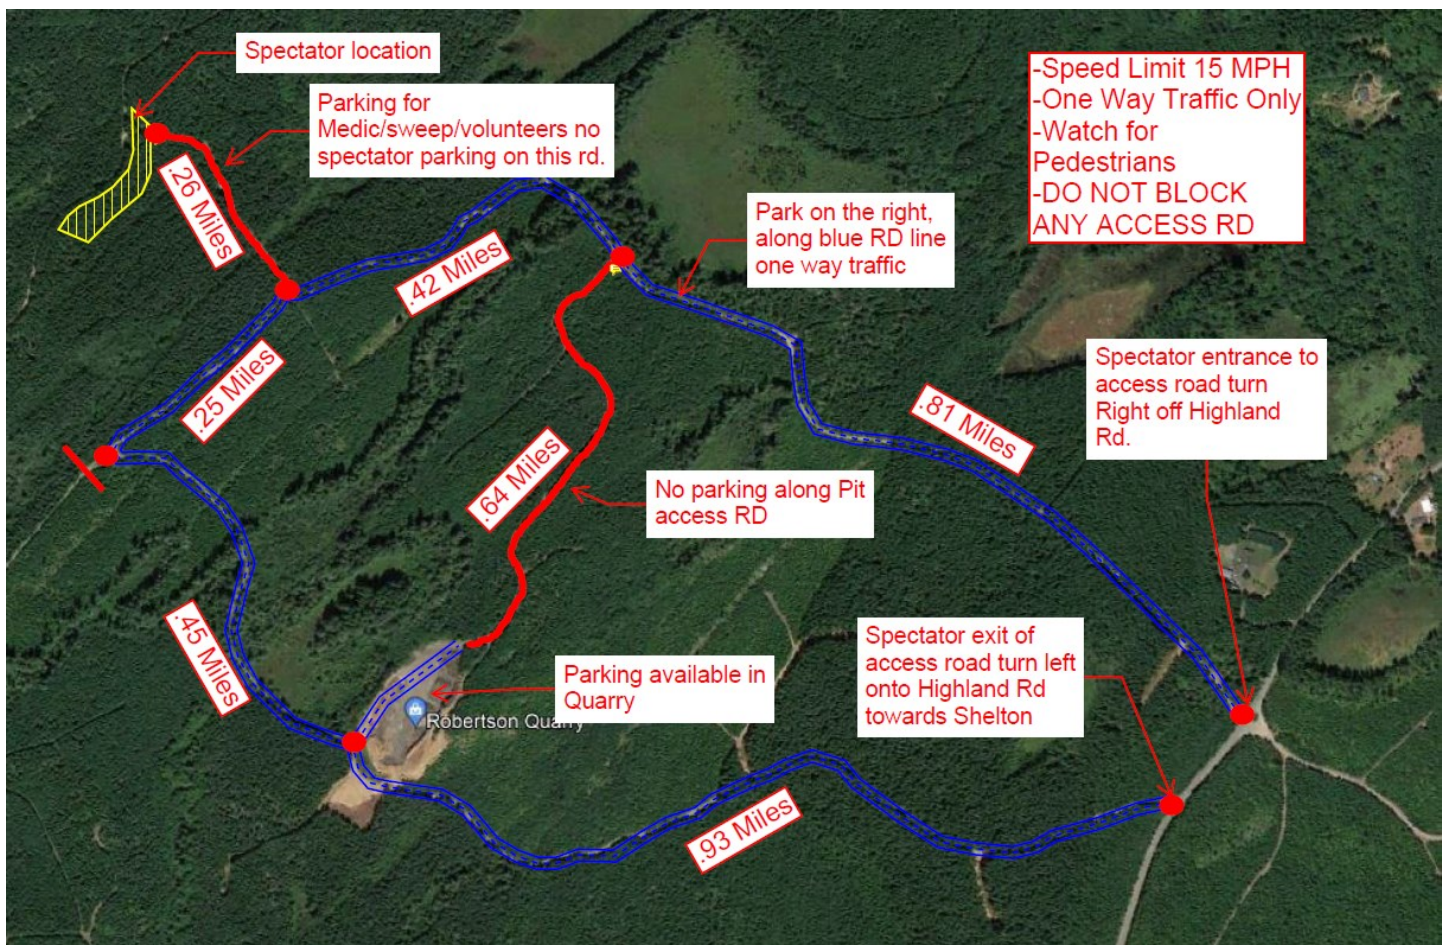 Spectator location
Parking for
Medic/sweep/volunteers no
spectator parking on this rd.
-Speed Limit 15 MPH
-One Way Traffic Only
-Watch for
Pedestrians
-DO NOT BLOCK
ANY ACCESS RD
.26 Miles
.42 Miles
Park on the right,
along blue RD line
one way traffic
.25 Miles
.81 Miles
Spectator entrance to
access road turn
Right off Highland
Rd.
.64 Miles
No parking along Pit
access RD
.45 Miles
Parking available in
Quarry
Robertson Quarry
Spectator exit of
access road turn left
onto Highland Rd
towards Shelton
.93 Miles